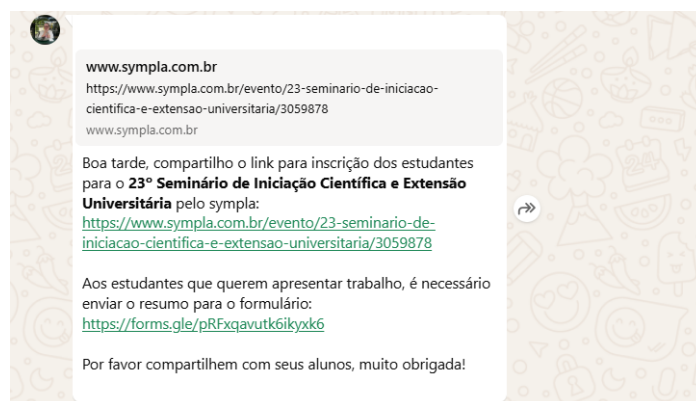 www.sympla.com.br
https://www.sympla.com.br/evento/23-seminario-de-iniciacao-
cientifica-e-extensao-universitaria/3059878
www.sympla.com.br
Boa tarde, compartilho o link para inscrição dos estudantes
para o 23º Seminário de Iniciação Científica e Extensão
Universitária pelo sympla:
https://www.sympla.com.br/evento/23-seminario-de-
iniciacao-cientifica-e-extensao-universitaria/3059878
Aos estudantes que querem apresentar trabalho, é necessário
enviar o resumo para o formulário:
https://forms.gle/pRFxqavutk6ikyxk6
Por favor compartilhem com seus alunos, muito obrigada!